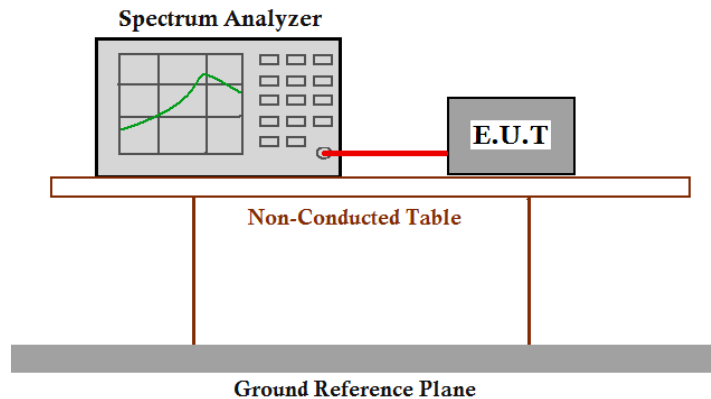 Spectrum Analyzer
E.U.T
Non-Conducted Table
Ground Reference Plane